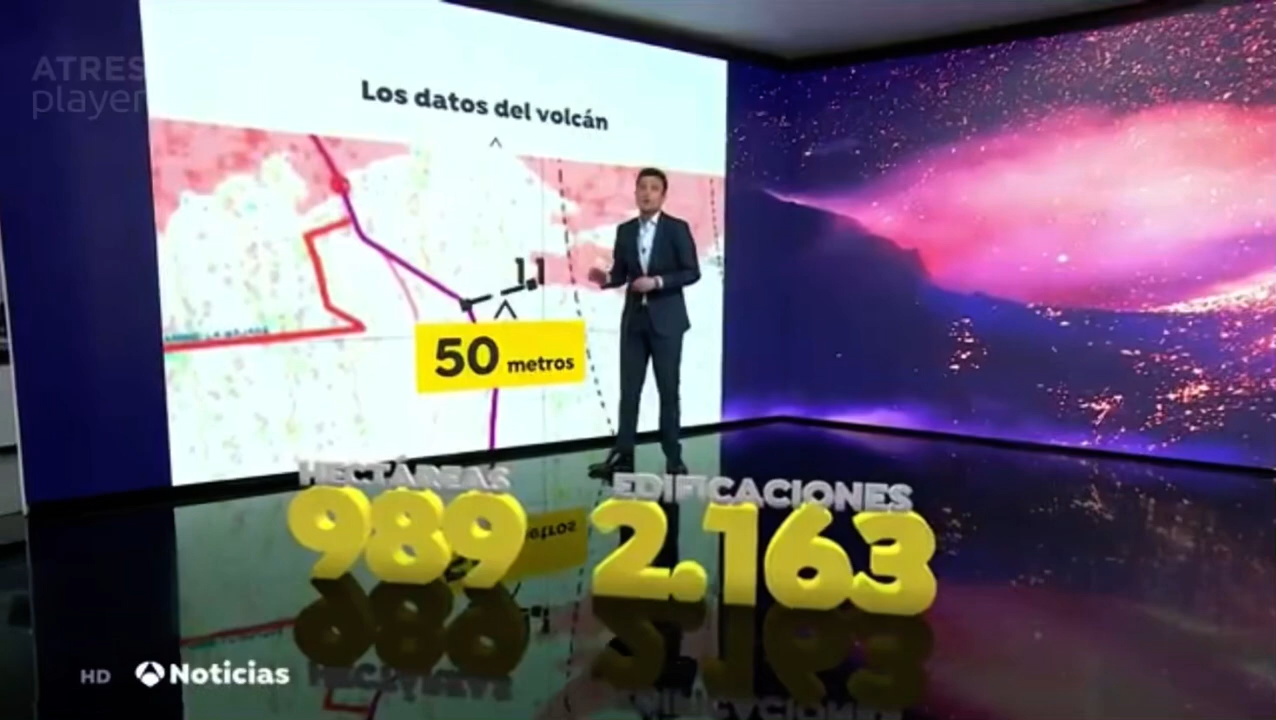 ATRES
player
Los datos del volcán
1.1
50 metros
HECTÁREAS
989
EDIFICACIONES
2.163
HD Noticias